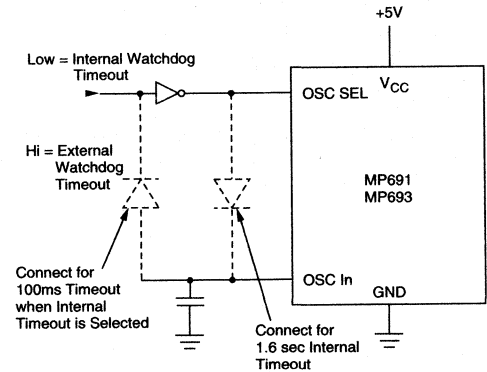 +5V
Low = Internal Watchdog
Timeout
OSC SEL
VCC
Hi = External
Watchdog
Timeout
MP691
MP693
Connect for
100ms Timeout
when Internal
Timeout is Selected
OSC In
GND
Connect for
1.6 sec Internal
Timeout